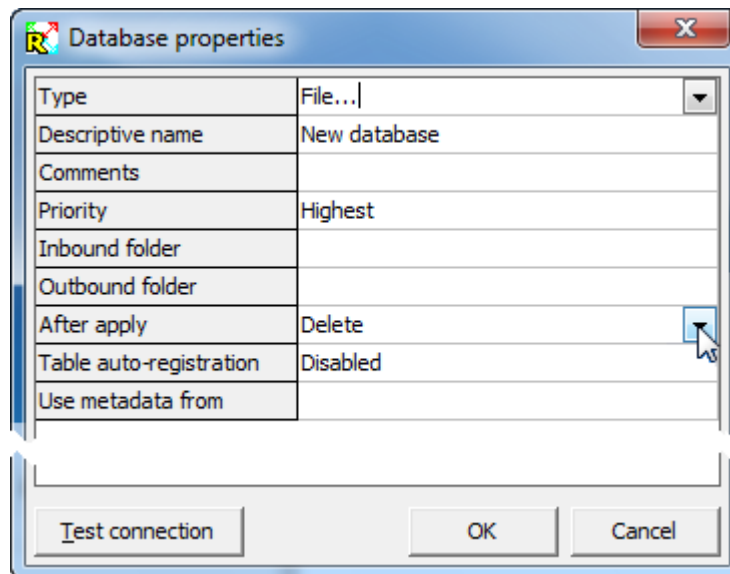 R
Database properties
Type File...
Descriptive name New database
Comments
Priority Highest
Inbound folder
Outbound folder
After apply Delete
Table auto-registration Disabled
Use metadata from
Test connection OK Cancel